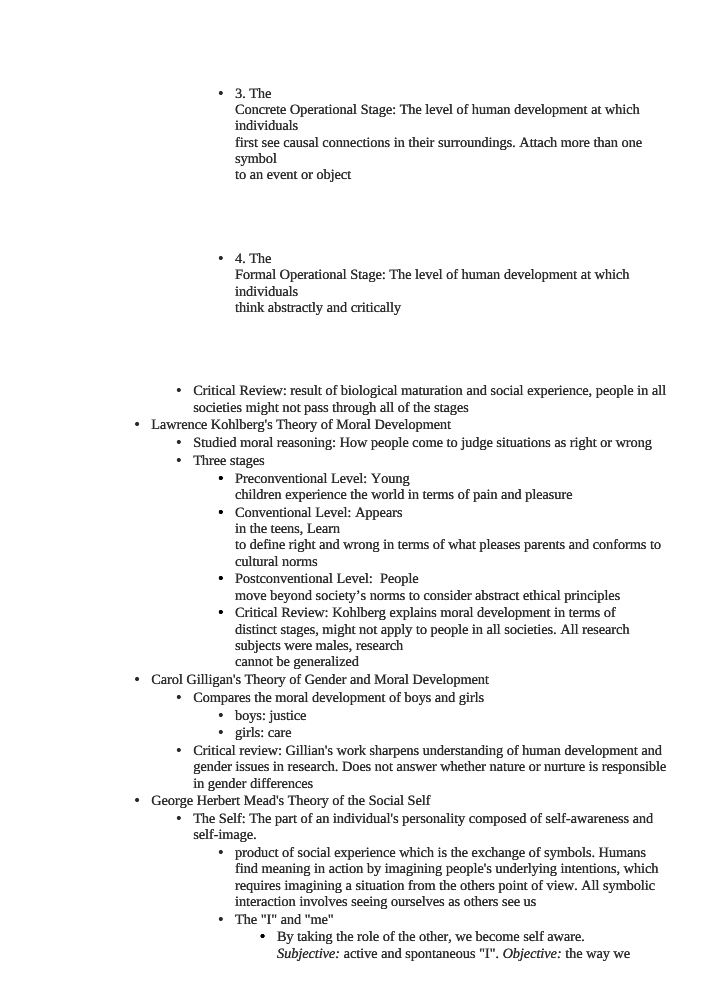 • 3. The
Concrete Operational Stage: The level of human development at which
individuals
first see causal connections in their surroundings. Attach more than one
symbol
to an event or object
• 4. The
Formal Operational Stage: The level of human development at which
individuals
think abstractly and critically
• Critical Review: result of biological maturation and social experience, people in all
societies might not pass through all of the stages
• Lawrence Kohlberg's Theory of Moral Development
• Studied moral reasoning: How people come to judge situations as right or wrong
• Three stages
• Preconventional Level: Young
children experience the world in terms of pain and pleasure
• Conventional Level: Appears
in the teens, Learn
to define right and wrong in terms of what pleases parents and conforms to
cultural norms
• Postconventional Level:  People
move beyond society’s norms to consider abstract ethical principles
• Critical Review: Kohlberg explains moral development in terms of
distinct stages, might not apply to people in all societies. All research
subjects were males, research
cannot be generalized
• Carol Gilligan's Theory of Gender and Moral Development
• Compares the moral development of boys and girls
• boys: justice
• girls: care
• Critical review: Gillian's work sharpens understanding of human development and
gender issues in research. Does not answer whether nature or nurture is responsible
in gender differences
• George Herbert Mead's Theory of the Social Self
• The Self: The part of an individual's personality composed of self-awareness and
self-image.
• product of social experience which is the exchange of symbols. Humans
find meaning in action by imagining people's underlying intentions, which
requires imagining a situation from the others point of view. All symbolic
interaction involves seeing ourselves as others see us
• The "I" and "me"
• By taking the role of the other, we become self aware.
Subjective: active and spontaneous "I". Objective: the way we